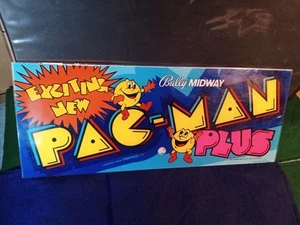 EXCITING
NEW
Bally MIDWAY
PAC-MAN
PLUS